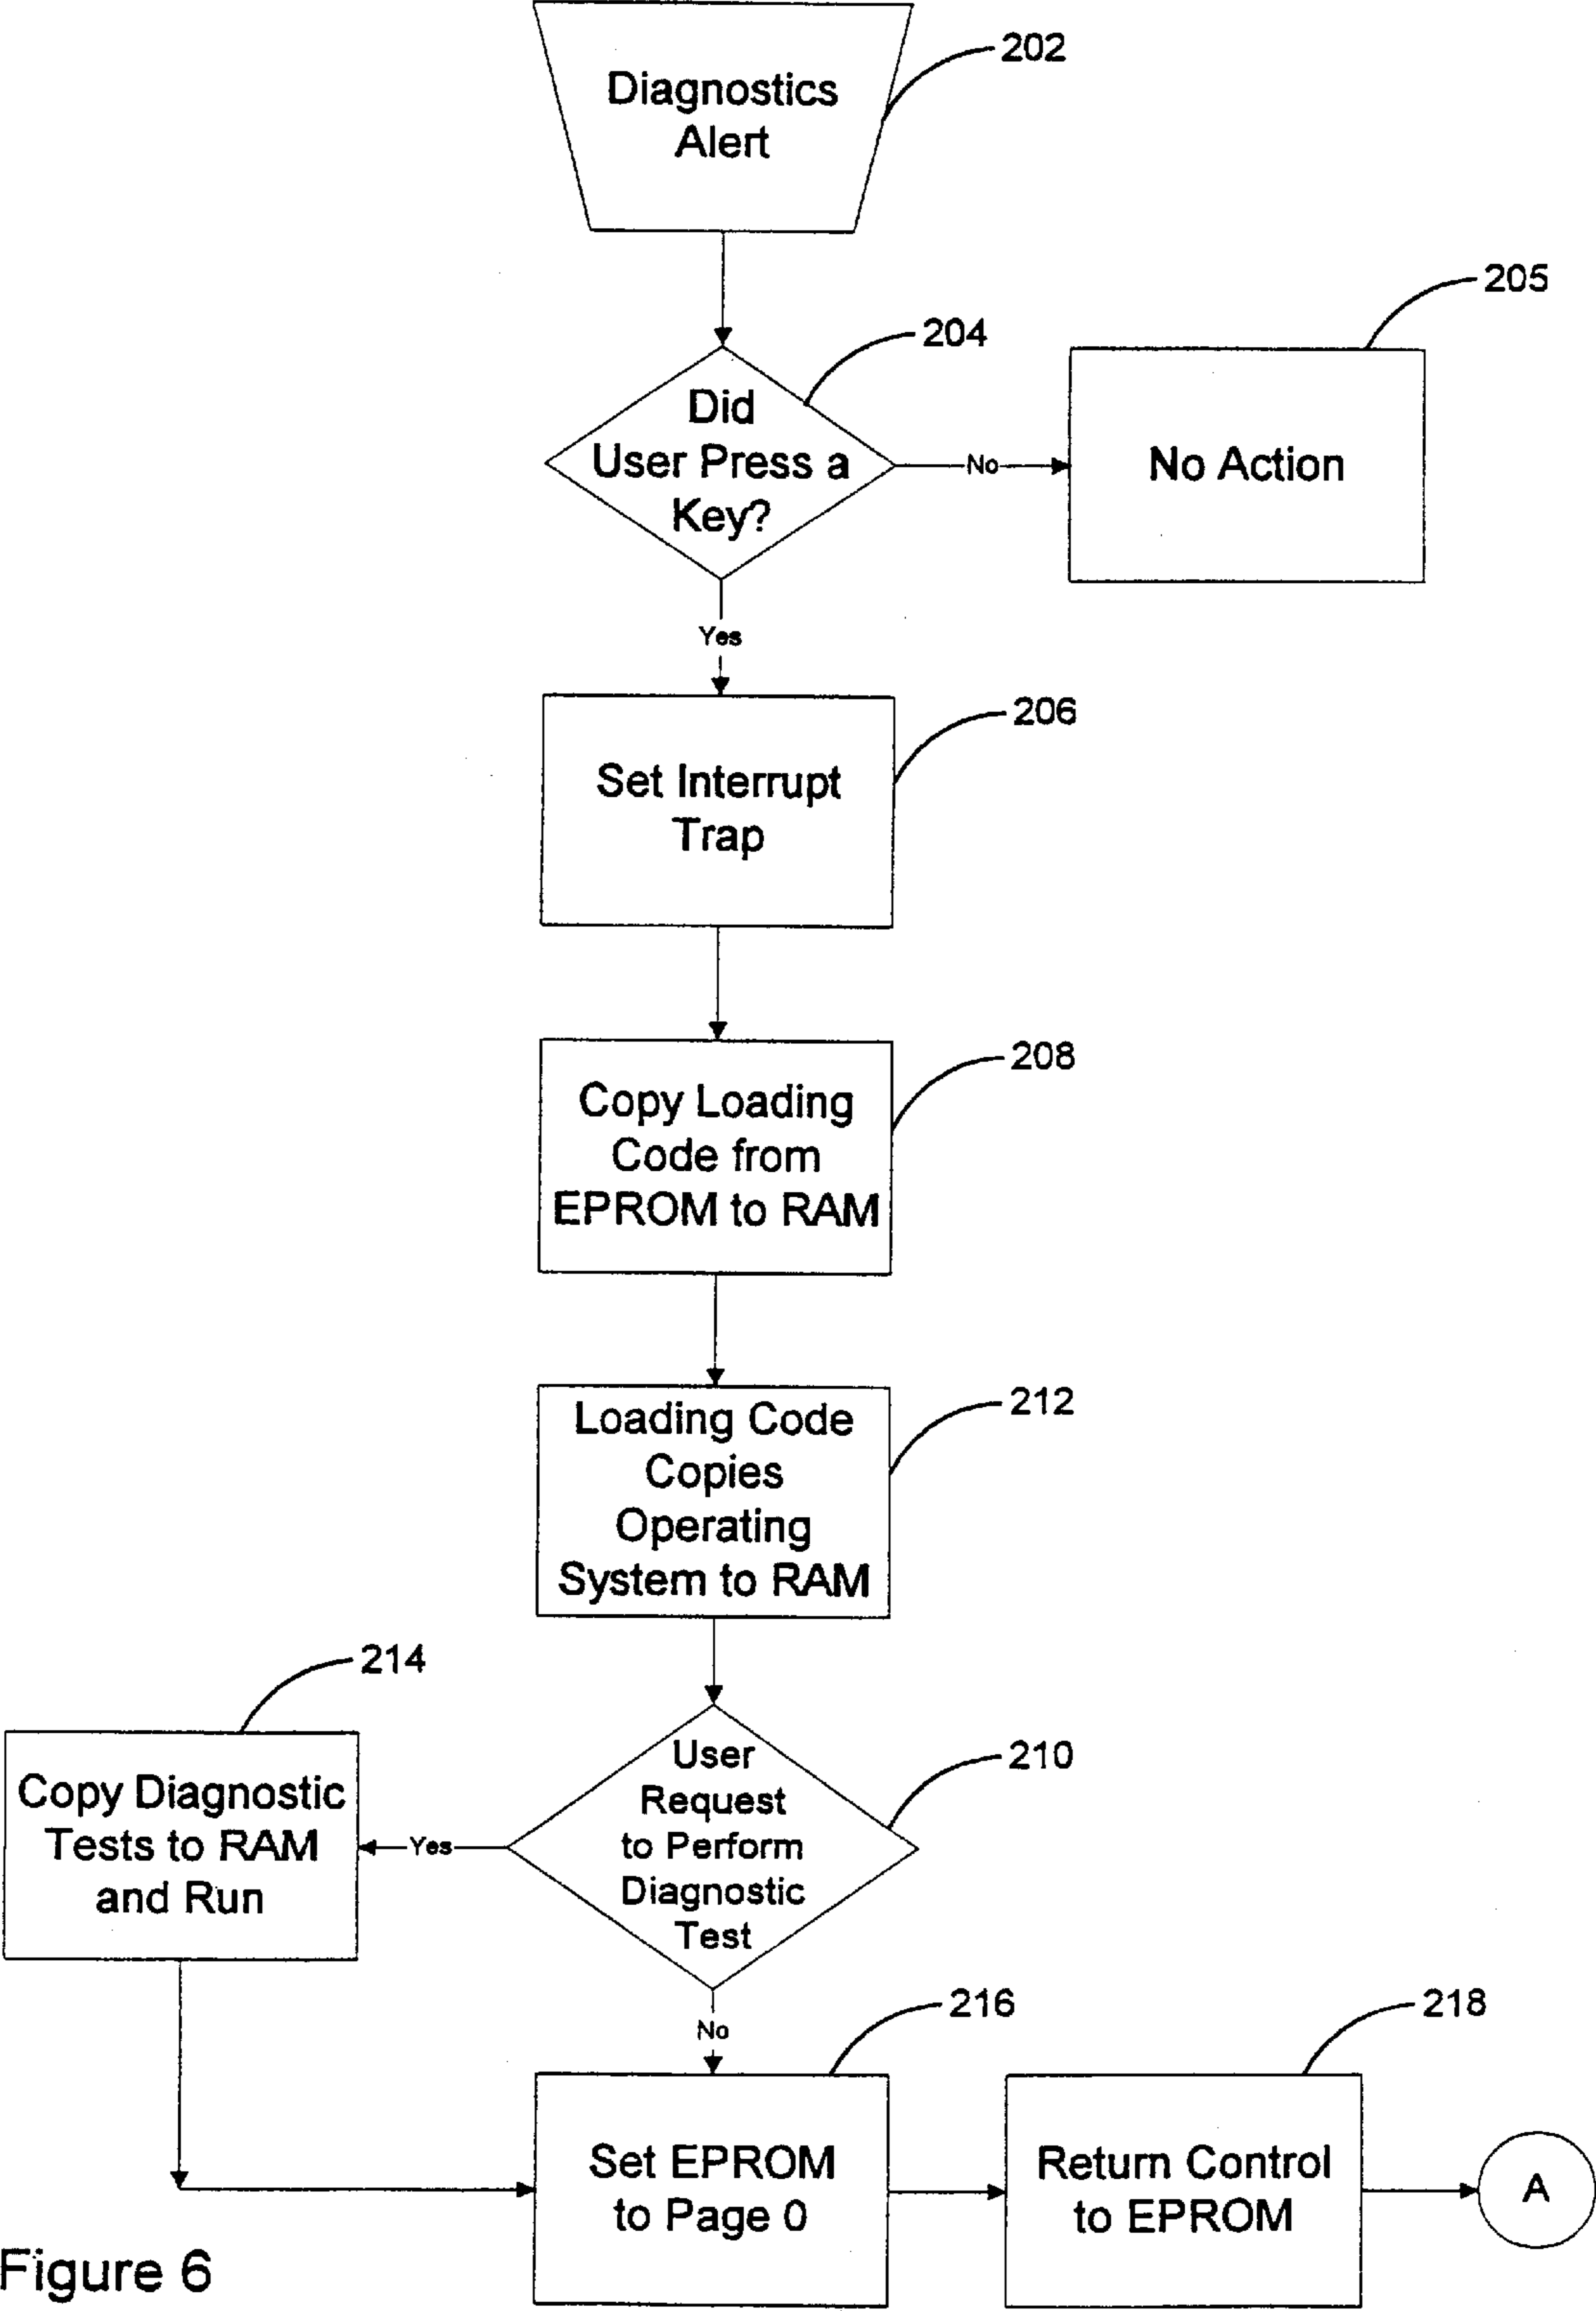 Diagnostics
Alert
202
Did
User Press a
Key?
204
No
No Action
205
Yes
Set Interrupt
Trap
206
Copy Loading
Code from
EPROM to RAM
208
Loading Code
Copies
Operating
System to RAM
212
User
Request
to Perform
Diagnostic
Test
210
Yes
Copy Diagnostic
Tests to RAM
and Run
214
No
Set EPROM
to Page 0
216
Return Control
to EPROM
218
A
Figure 6